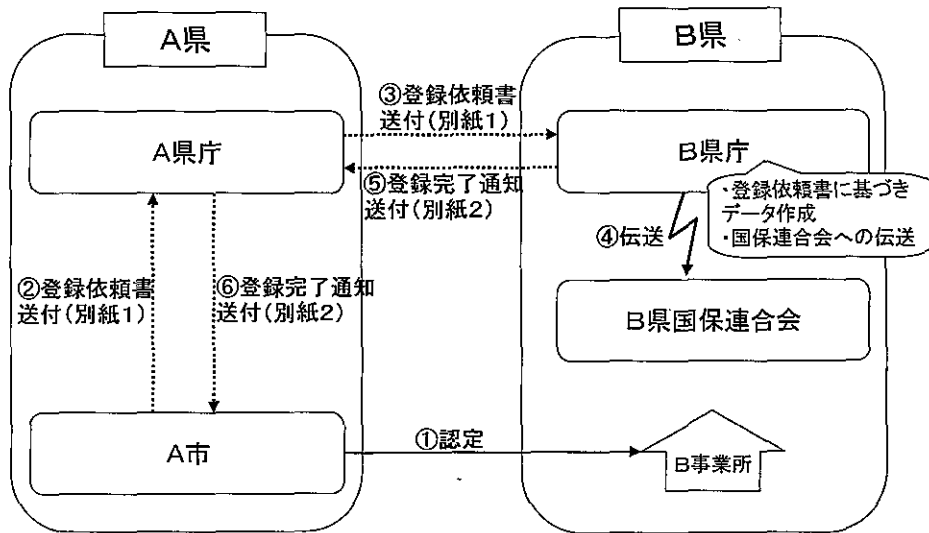 A県
B県
③登録依頼書
送付(別紙1)
A県庁
B県庁
⑤登録完了通知
送付(別紙2)
・登録依頼書に基づき
データ作成
・国保連合会への伝送
④伝送
②登録依頼書
送付(別紙1)
⑥登録完了通知
送付(別紙2)
B県国保連合会
A市
①認定
B事業所